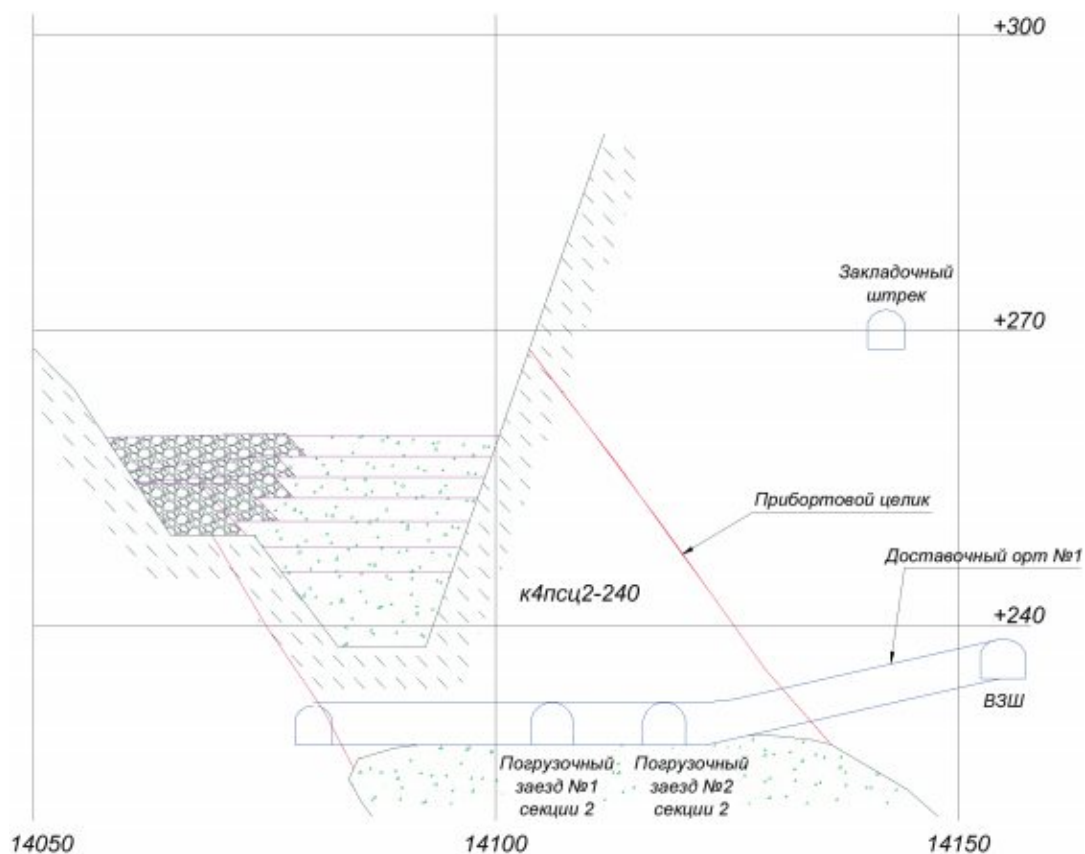 +300
Закладочный
штрек
+270
Прибортовой целик
Доставочный орт №1
к4псц2-240
+240
ВЗШ
Погрузочный
заезд №1
секции 2
Погрузочный
заезд №2
секции 2
14050
14100
14150